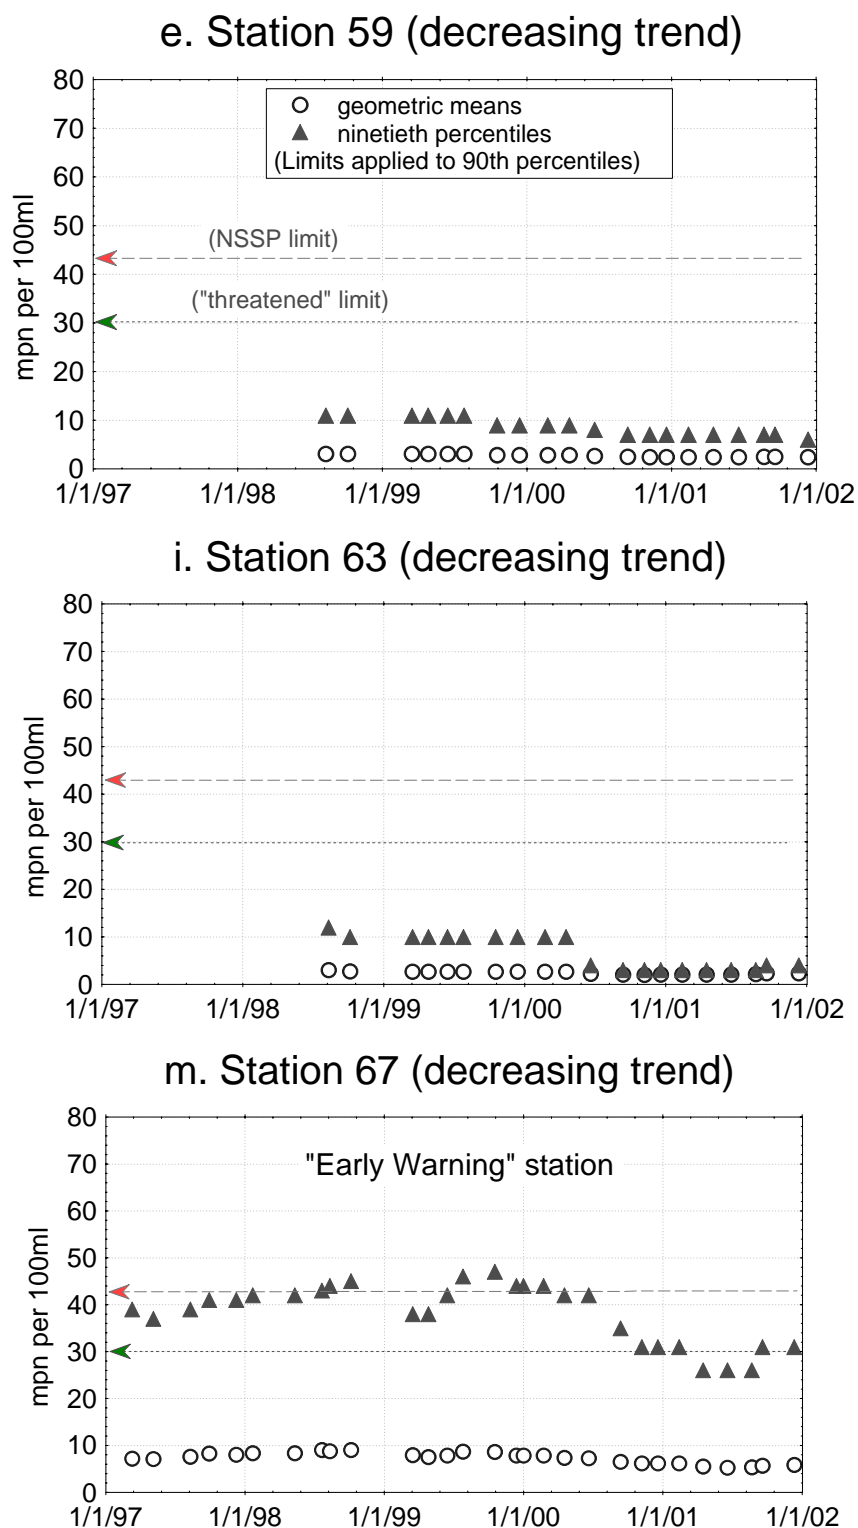 e. Station 59 (decreasing trend)
80
70
60
50
40
30
20
10
0
mpn per 100ml
geometric means
ninetieth percentiles
(Limits applied to 90th percentiles)
(NSSP limit)
("threatened" limit)
1/1/97 1/1/98 1/1/99 1/1/00 1/1/01 1/1/02
i. Station 63 (decreasing trend)
80
70
60
50
40
30
20
10
0
mpn per 100ml
1/1/97 1/1/98 1/1/99 1/1/00 1/1/01 1/1/02
m. Station 67 (decreasing trend)
80
70
60
50
40
30
20
10
0
mpn per 100ml
"Early Warning" station
1/1/97 1/1/98 1/1/99 1/1/00 1/1/01 1/1/02